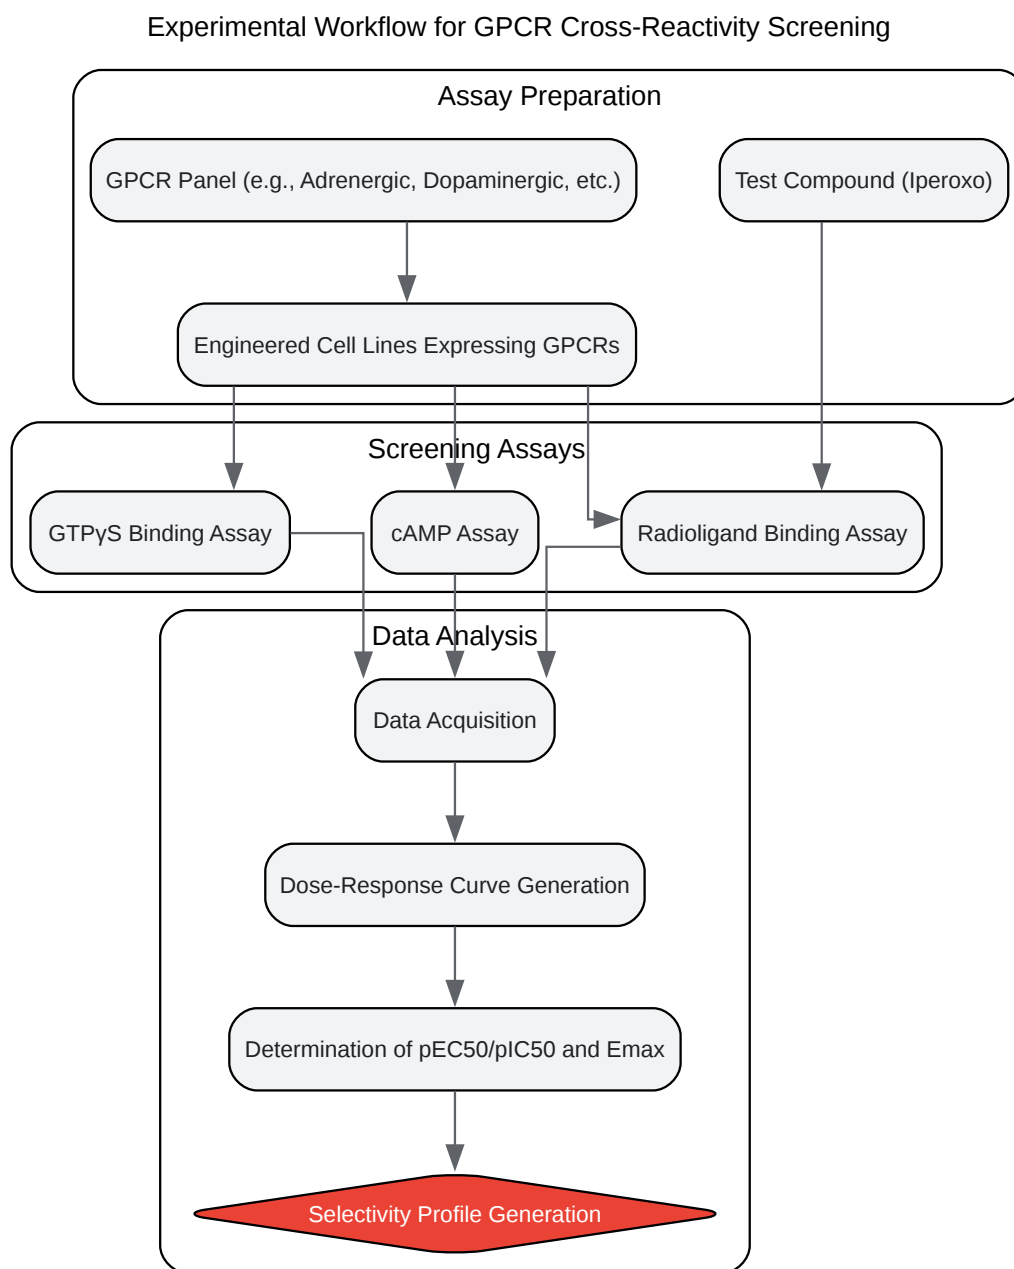 Experimental Workflow for GPCR Cross-Reactivity Screening
Assay Preparation
GPCR Panel (e.g., Adrenergic, Dopaminergic, etc.)
Test Compound (Iperoxo)
Engineered Cell Lines Expressing GPCRs
Screening Assays
GTPγS Binding Assay
cAMP Assay
Radioligand Binding Assay
Data Analysis
Data Acquisition
Dose-Response Curve Generation
Determination of pEC50/pIC50 and Emax
Selectivity Profile Generation